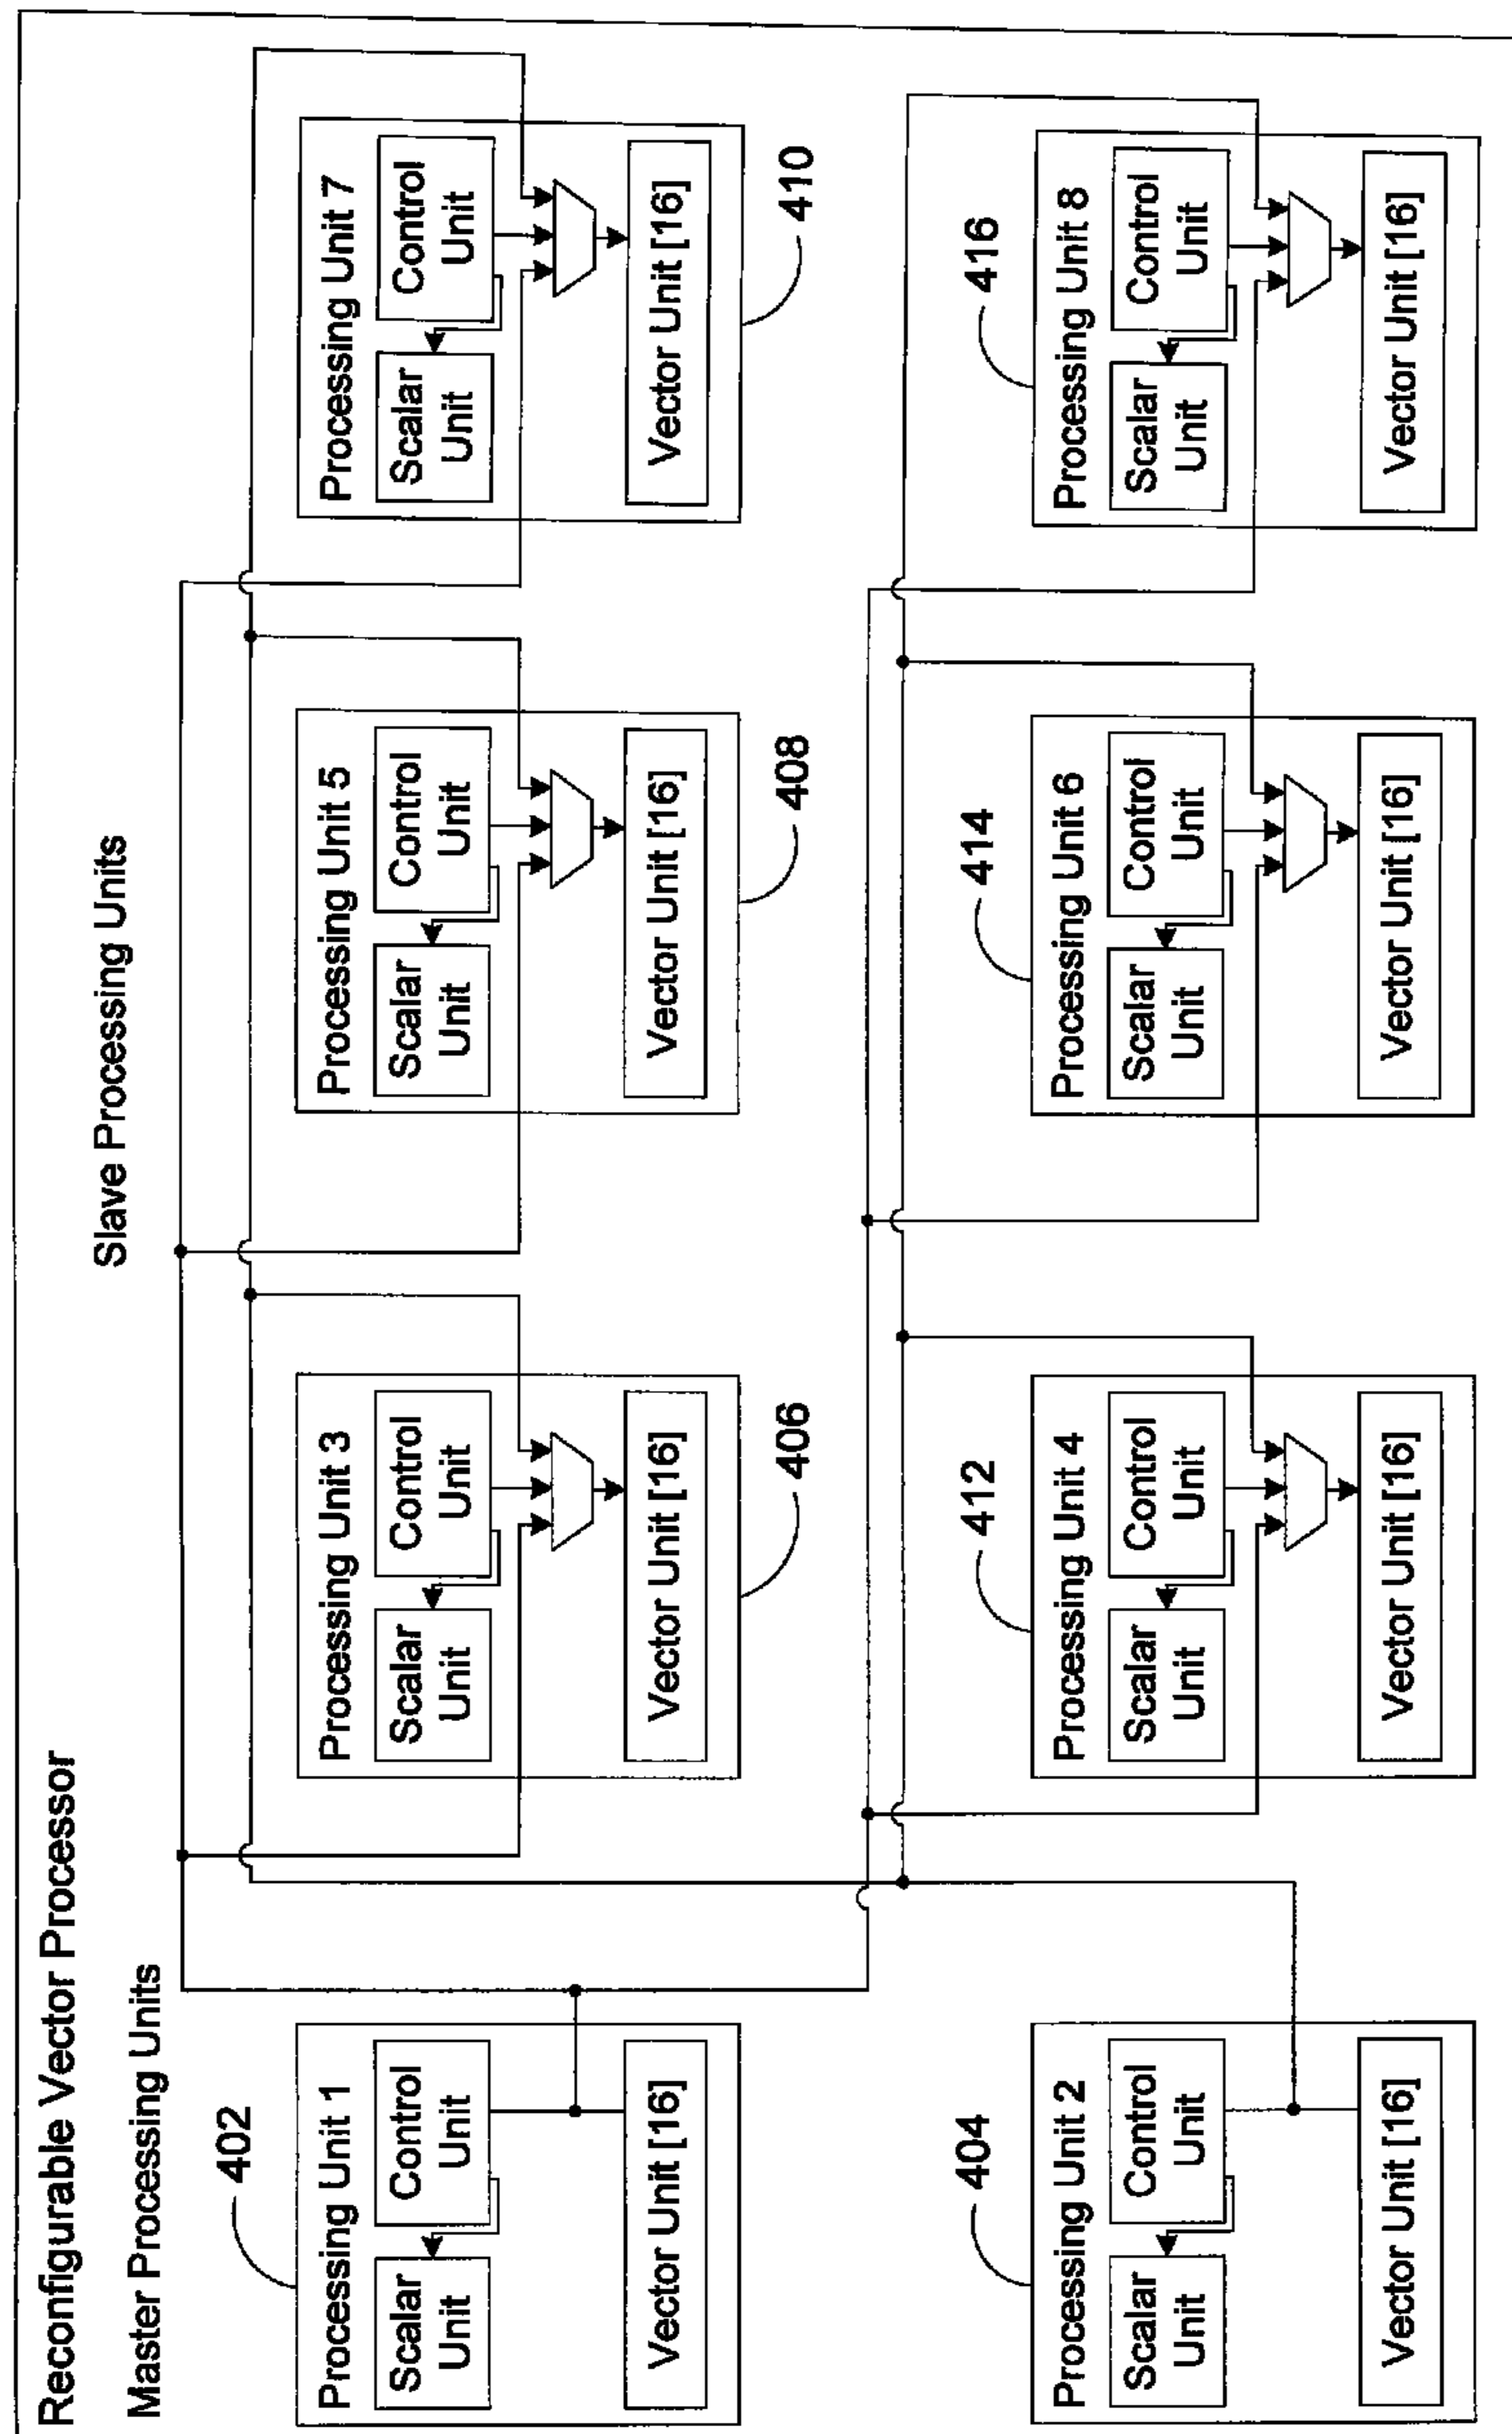 Reconfigurable Vector Processor
Master Processing Units
Slave Processing Units
402
Processing Unit 1
Scalar
Unit
Control
Unit
Vector Unit [16]
Processing Unit 3
Scalar
Unit
Control
Unit
Vector Unit [16]
406
Processing Unit 5
Scalar
Unit
Control
Unit
Vector Unit [16]
408
Processing Unit 7
Scalar
Unit
Control
Unit
Vector Unit [16]
410
404
Processing Unit 2
Scalar
Unit
Control
Unit
Vector Unit [16]
412
Processing Unit 4
Scalar
Unit
Control
Unit
Vector Unit [16]
414
Processing Unit 6
Scalar
Unit
Control
Unit
Vector Unit [16]
416
Processing Unit 8
Scalar
Unit
Control
Unit
Vector Unit [16]